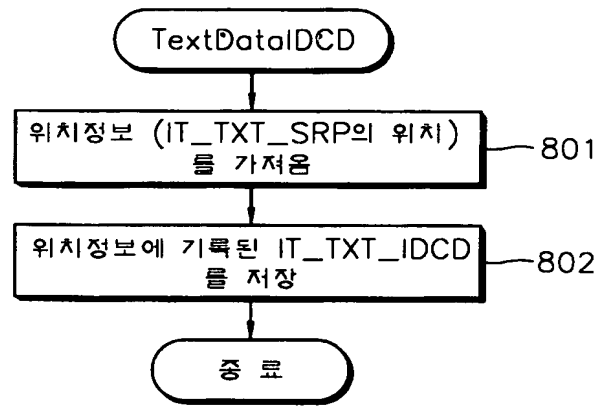 TextDataIDCD
위치정보 (IT_TXT_SRP의 위치)
를 가져옴
801
위치정보에 기록된 IT_TXT_IDCD
를 저장
802
종 료